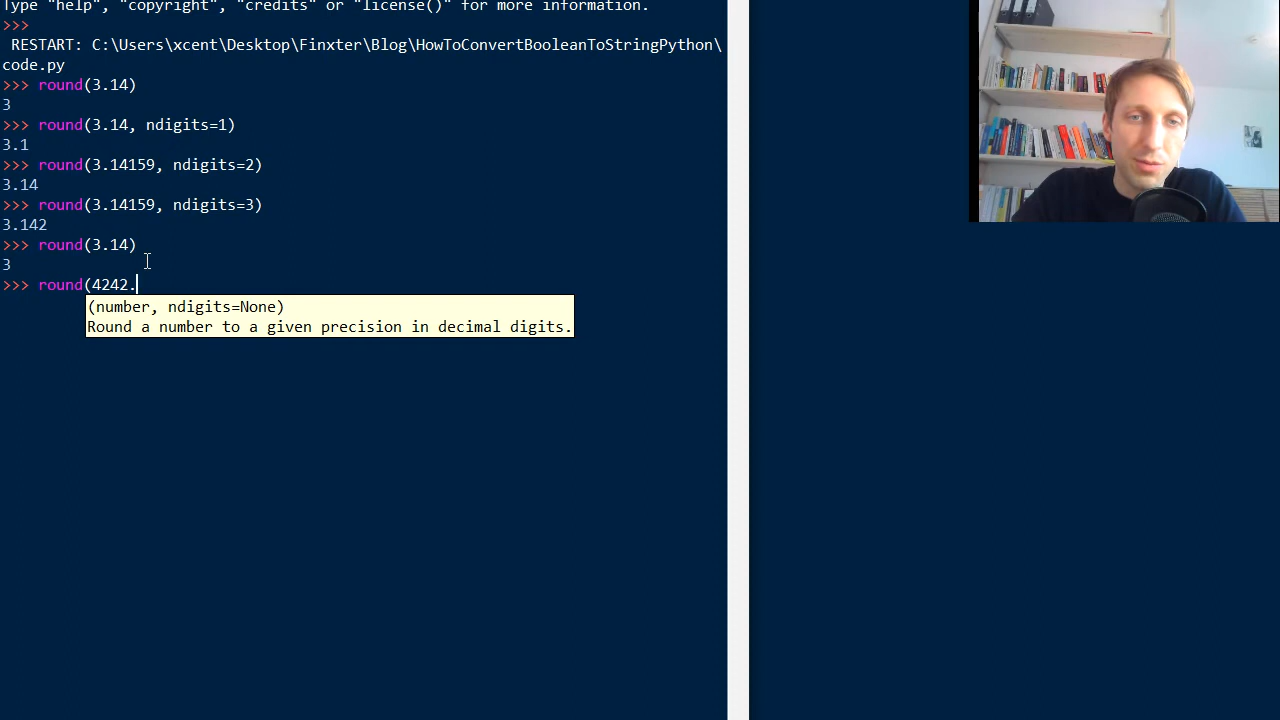 Type "help", "copyright", "credits" or "license()" for more information.
>>>
 RESTART: C:\Users\xcent\Desktop\Finxter\Blog\HowToConvertBooleanToStringPython\
code.py
>>> round(3.14)
3
>>> round(3.14, ndigits=1)
3.1
>>> round(3.14159, ndigits=2)
3.14
>>> round(3.14159, ndigits=3)
3.142
>>> round(3.14)
3
>>> round(4242.
(number, ndigits=None)
Round a number to a given precision in decimal digits.